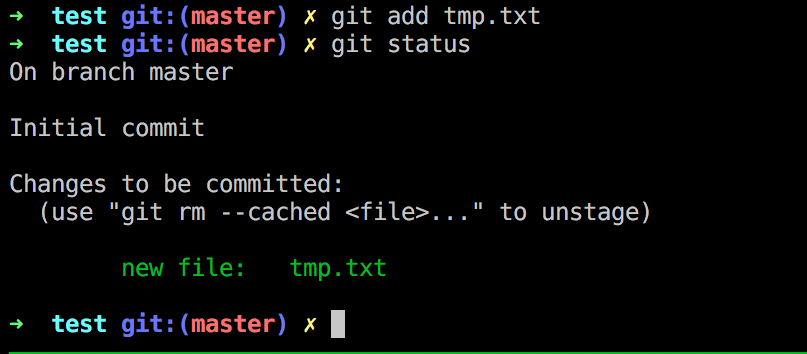 ➜  test git:(master) ✗ git add tmp.txt
➜  test git:(master) ✗ git status
On branch master
Initial commit
Changes to be committed:
  (use "git rm --cached <file>..." to unstage)
        new file:   tmp.txt
➜  test git:(master) ✗